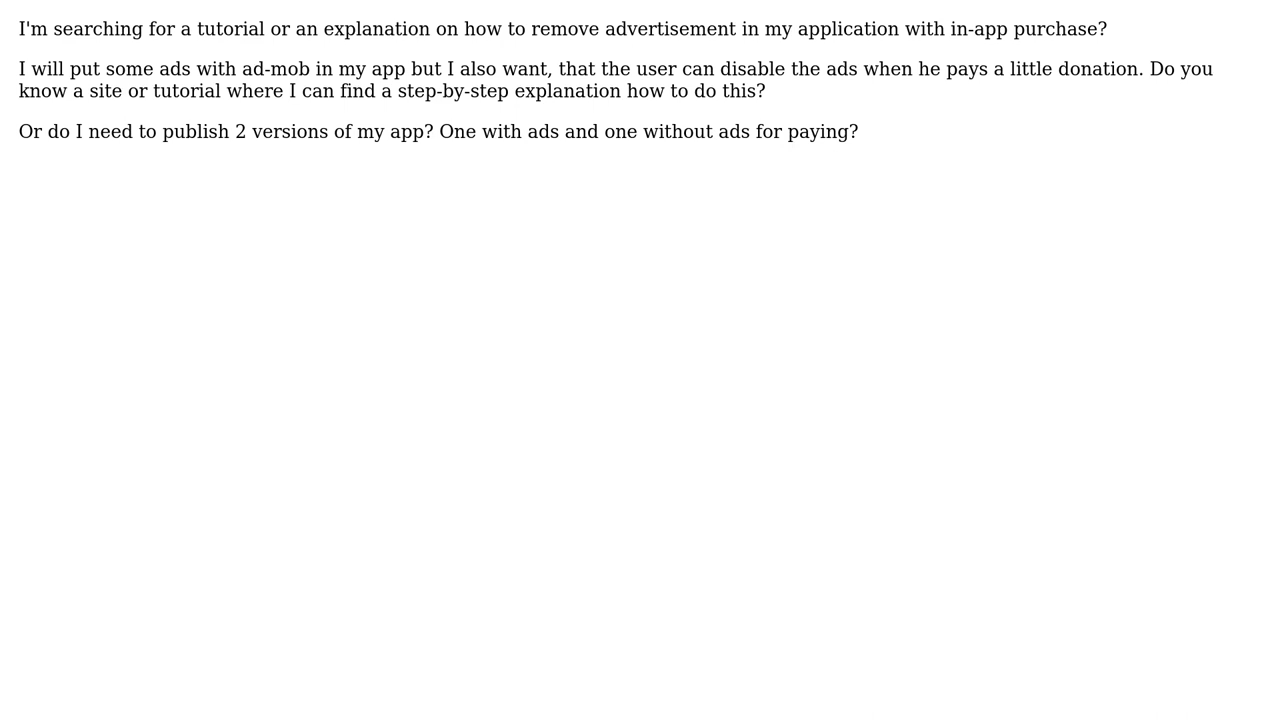 I'm searching for a tutorial or an explanation on how to remove advertisement in my application with in-app purchase?
I will put some ads with ad-mob in my app but I also want, that the user can disable the ads when he pays a little donation. Do you
know a site or tutorial where I can find a step-by-step explanation how to do this?
Or do I need to publish 2 versions of my app? One with ads and one without ads for paying?